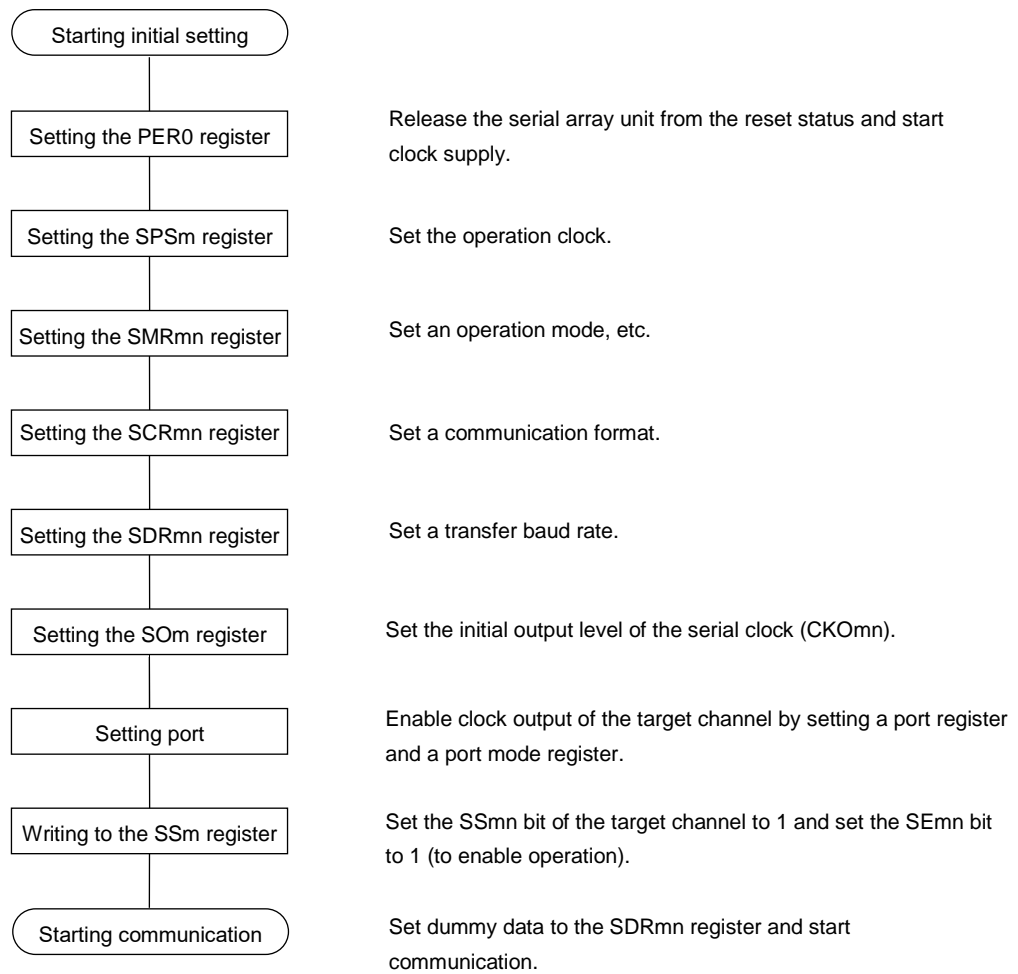 Starting initial setting
Setting the PER0 register
Release the serial array unit from the reset status and start
clock supply.
Setting the SPSm register
Set the operation clock.
Setting the SMRmn register
Set an operation mode, etc.
Setting the SCRmn register
Set a communication format.
Setting the SDRmn register
Set a transfer baud rate.
Setting the SOm register
Set the initial output level of the serial clock (CKOmn).
Setting port
Enable clock output of the target channel by setting a port register
and a port mode register.
Writing to the SSm register
Set the SSmn bit of the target channel to 1 and set the SEmn bit
to 1 (to enable operation).
Starting communication
Set dummy data to the SDRmn register and start
communication.